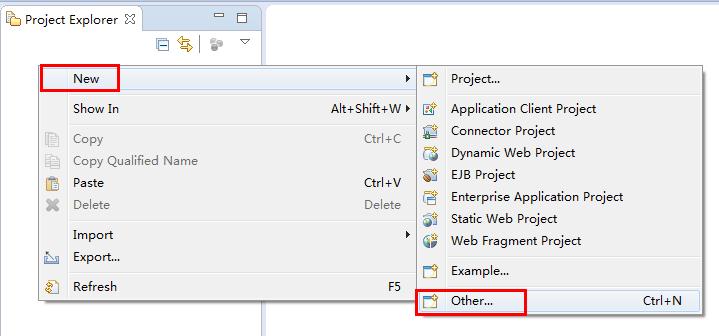 Project Explorer
New
Show In Alt+Shift+W
Copy Ctrl+C
Copy Qualified Name
Paste Ctrl+V
Delete Delete
Import
Export...
Refresh F5
Project...
Application Client Project
Connector Project
Dynamic Web Project
EJB Project
Enterprise Application Project
Static Web Project
Web Fragment Project
Example...
Other... Ctrl+N